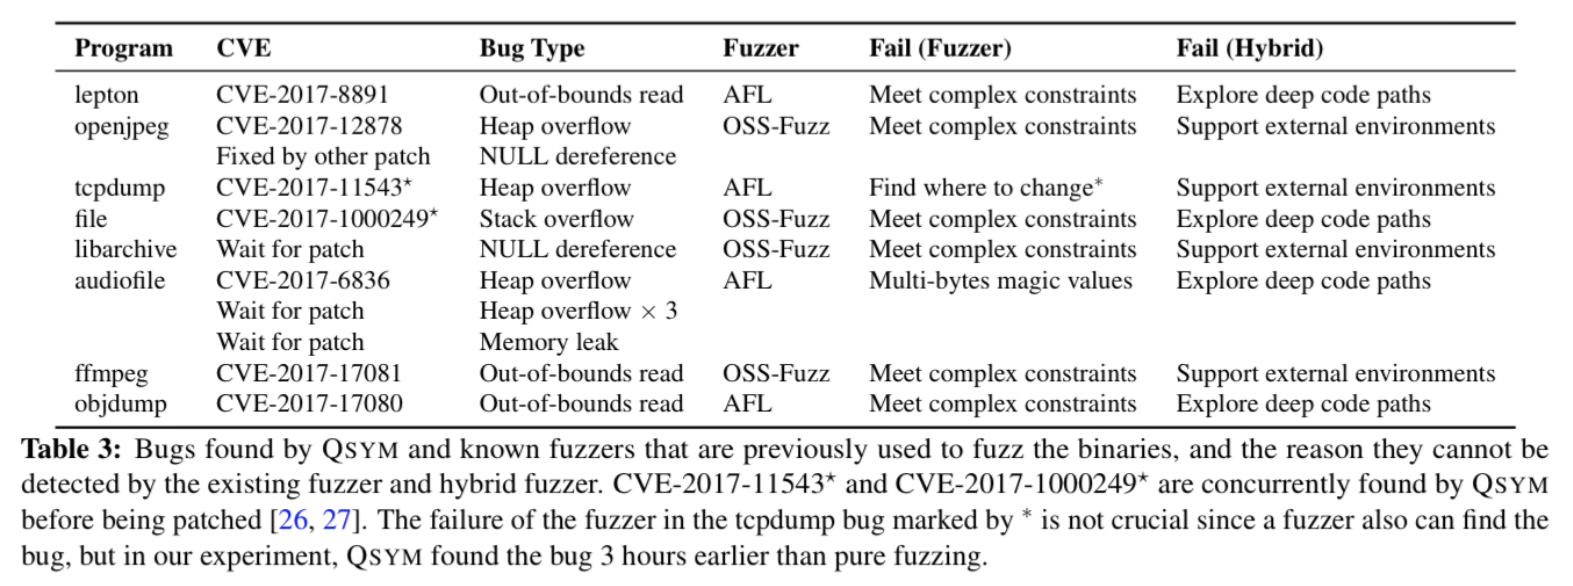 Program CVE Bug Type Fuzzer Fail (Fuzzer) Fail (Hybrid)
lepton CVE-2017-8891 Out-of-bounds read AFL Meet complex constraints Explore deep code paths
openjpeg CVE-2017-12878 Heap overflow OSS-Fuzz Meet complex constraints Support external environments
Fixed by other patch NULL dereference
tcpdump CVE-2017-11543⋆ Heap overflow AFL Find where to change* Support external environments
file CVE-2017-1000249⋆ Stack overflow OSS-Fuzz Meet complex constraints Explore deep code paths
libarchive Wait for patch NULL dereference OSS-Fuzz Meet complex constraints Support external environments
audiofile CVE-2017-6836 Heap overflow AFL Multi-bytes magic values Explore deep code paths
Wait for patch Heap overflow × 3
Wait for patch Memory leak
ffmpeg CVE-2017-17081 Out-of-bounds read OSS-Fuzz Meet complex constraints Support external environments
objdump CVE-2017-17080 Out-of-bounds read AFL Meet complex constraints Explore deep code paths
Table 3: Bugs found by QSYM and known fuzzers that are previously used to fuzz the binaries, and the reason they cannot be
detected by the existing fuzzer and hybrid fuzzer. CVE-2017-11543⋆ and CVE-2017-1000249⋆ are concurrently found by QSYM
before being patched [26, 27]. The failure of the fuzzer in the tcpdump bug marked by * is not crucial since a fuzzer also can find the
bug, but in our experiment, QSYM found the bug 3 hours earlier than pure fuzzing.